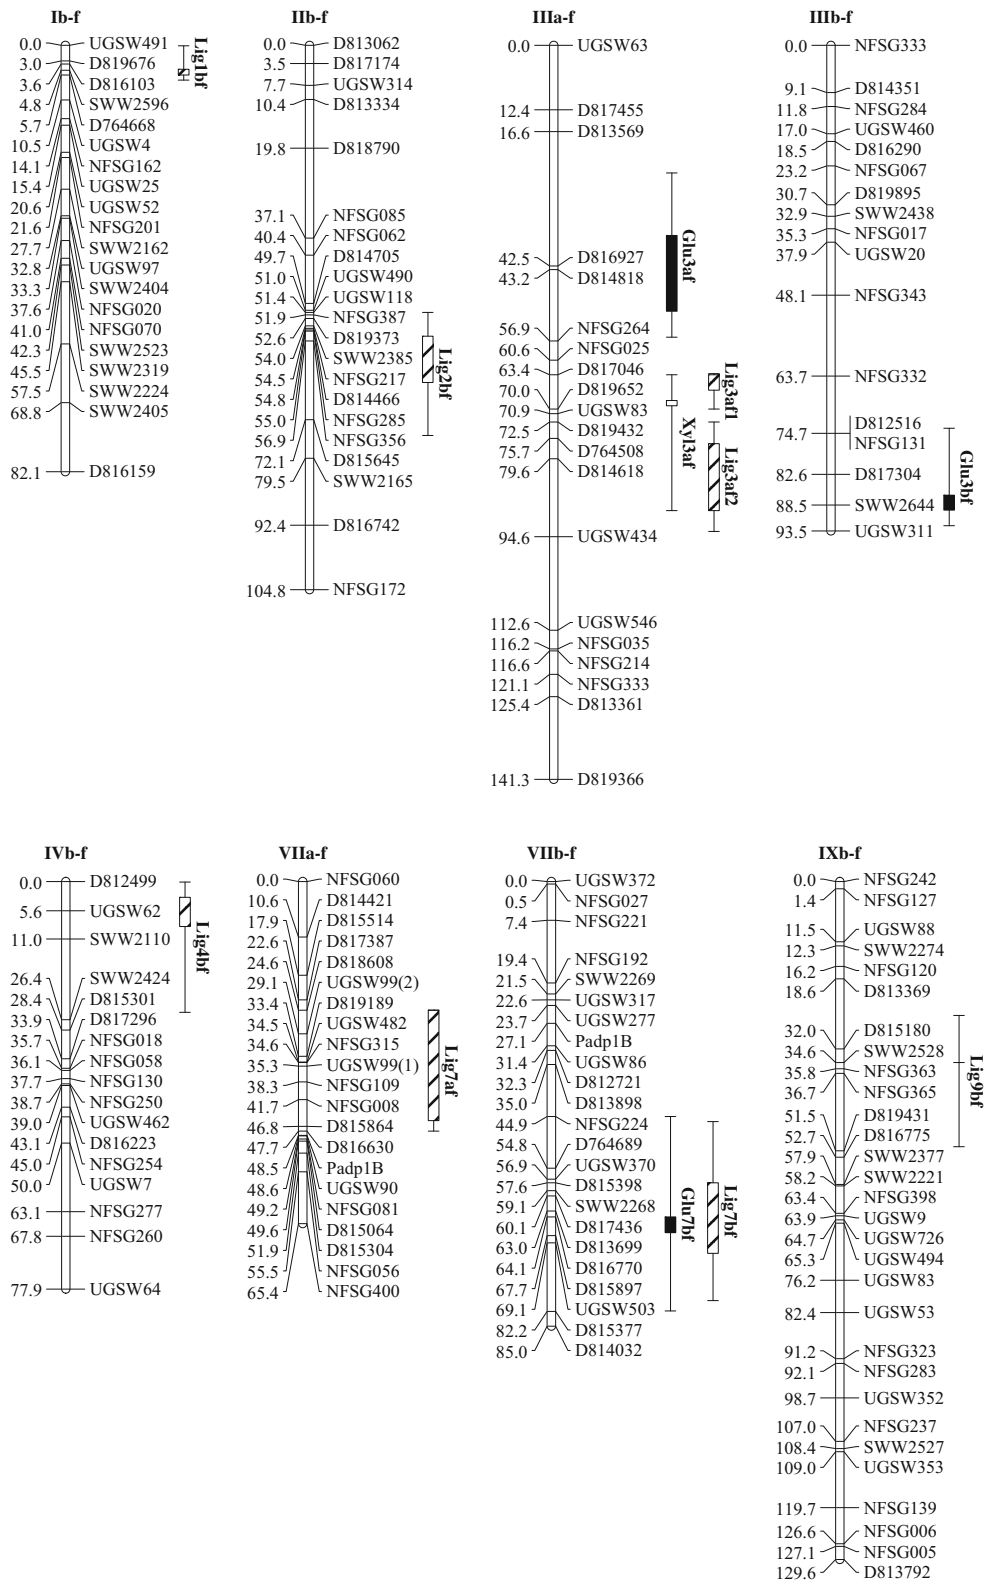 Ib-f
0.0 UGSW491
3.0 D819676
3.6 D816103
4.8 SWW2596
5.7 D764668
10.5 UGSW4
14.1 NFSG162
15.4 UGSW25
20.6 UGSW52
21.6 NFSG201
27.7 SWW2162
32.8 UGSW97
33.3 SWW2404
37.6 NFSG020
41.0 NFSG070
42.3 SWW2523
45.5 SWW2319
57.5 SWW2224
68.8 SWW2405
82.1 D816159
Lig1bf
IIb-f
0.0 D813062
3.5 D817174
7.7 UGSW314
10.4 D813334
19.8 D818790
37.1 NFSG085
40.4 NFSG062
49.7 D814705
51.0 UGSW490
51.4 UGSW118
51.9 NFSG387
52.6 D819373
54.0 SWW2385
54.5 NFSG217
54.8 D814466
55.0 NFSG285
56.9 NFSG356
72.1 D815645
79.5 SWW2165
92.4 D816742
104.8 NFSG172
Lig2bf
IIIa-f
0.0 UGSW63
12.4 D817455
16.6 D813569
42.5 D816927
43.2 D814818
56.9 NFSG264
60.6 NFSG025
63.4 D817046
70.0 D819652
70.9 UGSW83
72.5 D819432
75.7 D764508
79.6 D814618
94.6 UGSW434
112.6 UGSW546
116.2 NFSG035
116.6 NFSG214
121.1 NFSG333
125.4 D813361
141.3 D819366
Glu3af
Xyl3af
Lig3af1
Lig3af2
IIIb-f
0.0 NFSG333
9.1 D814351
11.8 NFSG284
17.0 UGSW460
18.5 D816290
23.2 NFSG067
30.7 D819895
32.9 SWW2438
35.3 NFSG017
37.9 UGSW20
48.1 NFSG343
63.7 NFSG332
D812516
74.7
NFSG131
82.6 D817304
88.5 SWW2644
93.5 UGSW311
Glu3bf
IVb-f
0.0 D812499
5.6 UGSW62
11.0 SWW2110
26.4 SWW2424
28.4 D815301
33.9 D817296
35.7 NFSG018
36.1 NFSG058
37.7 NFSG130
38.7 NFSG250
39.0 UGSW462
43.1 D816223
45.0 NFSG254
50.0 UGSW7
63.1 NFSG277
67.8 NFSG260
77.9 UGSW64
Lig4bf
VIIa-f
0.0 NFSG060
10.6 D814421
17.9 D815514
22.6 D817387
24.6 D818608
29.1 UGSW99(2)
33.4 D819189
34.5 UGSW482
34.6 NFSG315
35.3 UGSW99(1)
38.3 NFSG109
41.7 NFSG008
46.8 D815864
47.7 D816630
48.5 Padp1B
48.6 UGSW90
49.2 NFSG081
49.6 D815064
51.9 D815304
55.5 NFSG056
65.4 NFSG400
Lig7af
VIIb-f
0.0 UGSW372
0.5 NFSG027
7.4 NFSG221
19.4 NFSG192
21.5 SWW2269
22.6 UGSW317
23.7 UGSW277
27.1 Padp1B
31.4 UGSW86
32.3 D812721
35.0 D813898
44.9 NFSG224
54.8 D764689
56.9 UGSW370
57.6 D815398
59.1 SWW2268
60.1 D817436
63.0 D813699
64.1 D816770
67.7 D815897
69.1 UGSW503
82.2 D815377
85.0 D814032
Glu7bf
Lig7bf
IXb-f
0.0 NFSG242
1.4 NFSG127
11.5 UGSW88
12.3 SWW2274
16.2 NFSG120
18.6 D813369
32.0 D815180
34.6 SWW2528
35.8 NFSG363
36.7 NFSG365
51.5 D819431
52.7 D816775
57.9 SWW2377
58.2 SWW2221
63.4 NFSG398
63.9 UGSW9
64.7 UGSW726
65.3 UGSW494
76.2 UGSW83
82.4 UGSW53
91.2 NFSG323
92.1 NFSG283
98.7 UGSW352
107.0 NFSG237
108.4 SWW2527
109.0 UGSW353
119.7 NFSG139
126.6 NFSG006
127.1 NFSG005
129.6 D813792
Lig9bf